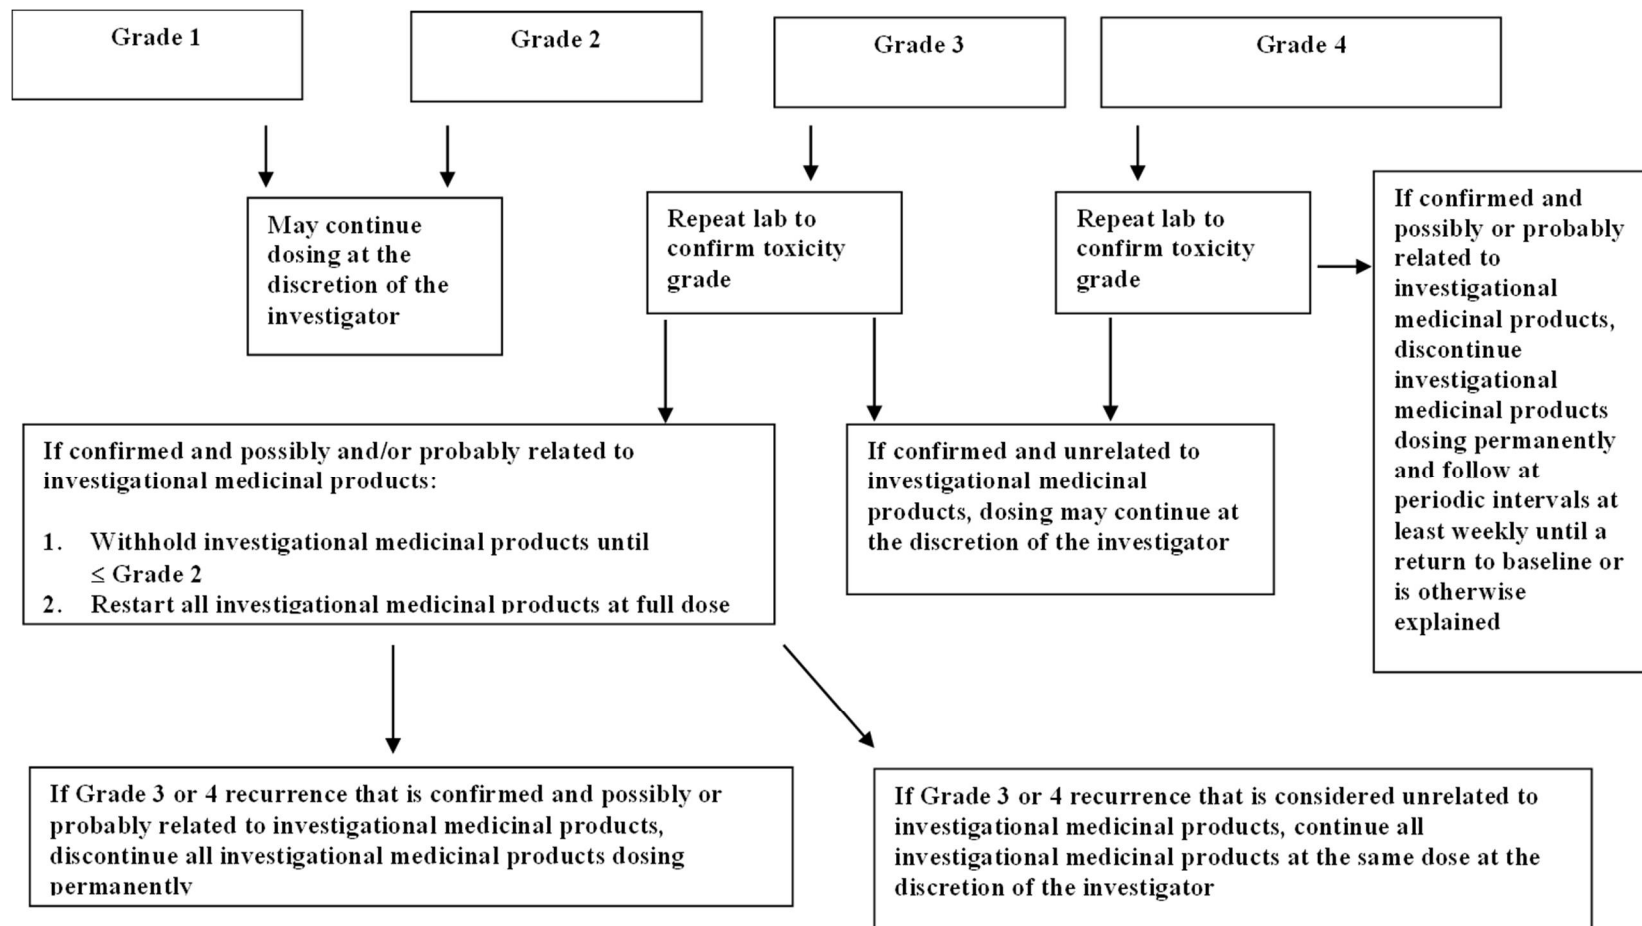 Grade 1
Grade 2
Grade 3
Grade 4
May continue
dosing at the
discretion of the
investigator
Repeat lab to
confirm toxicity
grade
Repeat lab to
confirm toxicity
grade
If confirmed and
possibly or probably
related to
investigational
medicinal products,
discontinue
investigational
medicinal products
dosing permanently
and follow at
periodic intervals at
least weekly until a
return to baseline or
is otherwise
explained
If confirmed and possibly and/or probably related to
investigational medicinal products:
1. Withhold investigational medicinal products until
≤ Grade 2
2. Restart all investigational medicinal products at full dose
If confirmed and unrelated to
investigational medicinal
products, dosing may continue at
the discretion of the investigator
If Grade 3 or 4 recurrence that is confirmed and possibly or
probably related to investigational medicinal products,
discontinue all investigational medicinal products dosing
permanently
If Grade 3 or 4 recurrence that is considered unrelated to
investigational medicinal products, continue all
investigational medicinal products at the same dose at the
discretion of the investigator